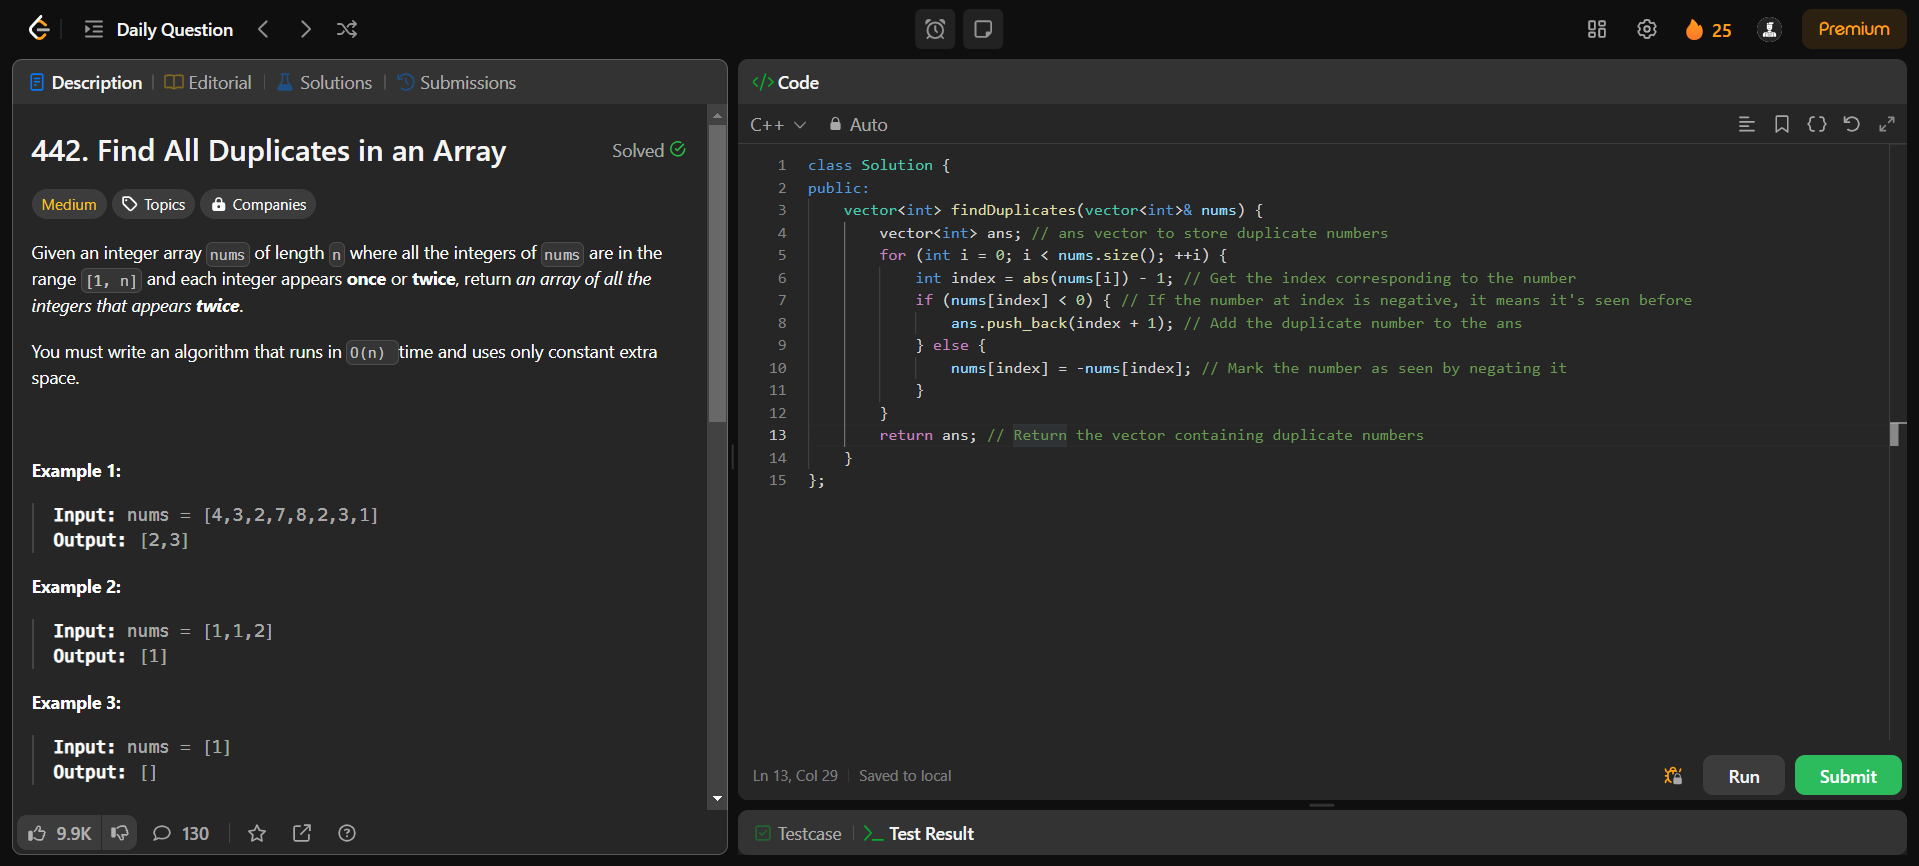 Daily Question
25
Premium
Description
Editorial
Solutions
Submissions
442. Find All Duplicates in an Array
Solved
Medium
Topics
Companies
Given an integer array nums of length n where all the integers of nums are in the
range [1, n] and each integer appears once or twice, return an array of all the
integers that appears twice.
You must write an algorithm that runs in O(n) time and uses only constant extra
space.
Example 1:
Input: nums = [4,3,2,7,8,2,3,1]
Output: [2,3]
Example 2:
Input: nums = [1,1,2]
Output: [1]
Example 3:
Input: nums = [1]
Output: []
9.9K
130
</> Code
C++
Auto
1 class Solution {
2 public:
3     vector<int> findDuplicates(vector<int>& nums) {
4         vector<int> ans; // ans vector to store duplicate numbers
5         for (int i = 0; i < nums.size(); ++i) {
6             int index = abs(nums[i]) - 1; // Get the index corresponding to the number
7             if (nums[index] < 0) { // If the number at index is negative, it means it's seen before
8                 ans.push_back(index + 1); // Add the duplicate number to the ans
9             } else {
10                 nums[index] = -nums[index]; // Mark the number as seen by negating it
11             }
12         }
13         return ans; // Return the vector containing duplicate numbers
14     }
15 };
Ln 13, Col 29
Saved to local
Run
Submit
Testcase
>_ Test Result